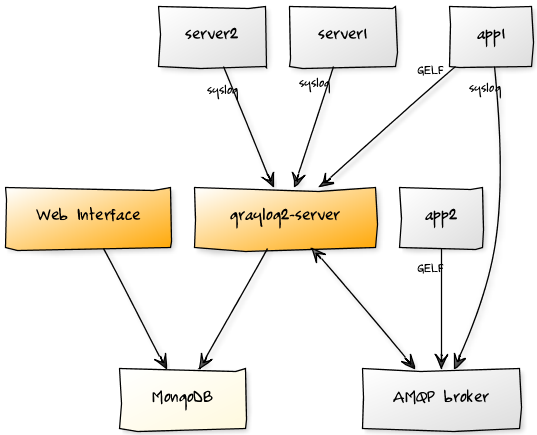 server2
server1
app1
GELF
syslog
syslog
syslog
Web Interface
graylog2-server
app2
GELF
MongoDB
AMQP broker